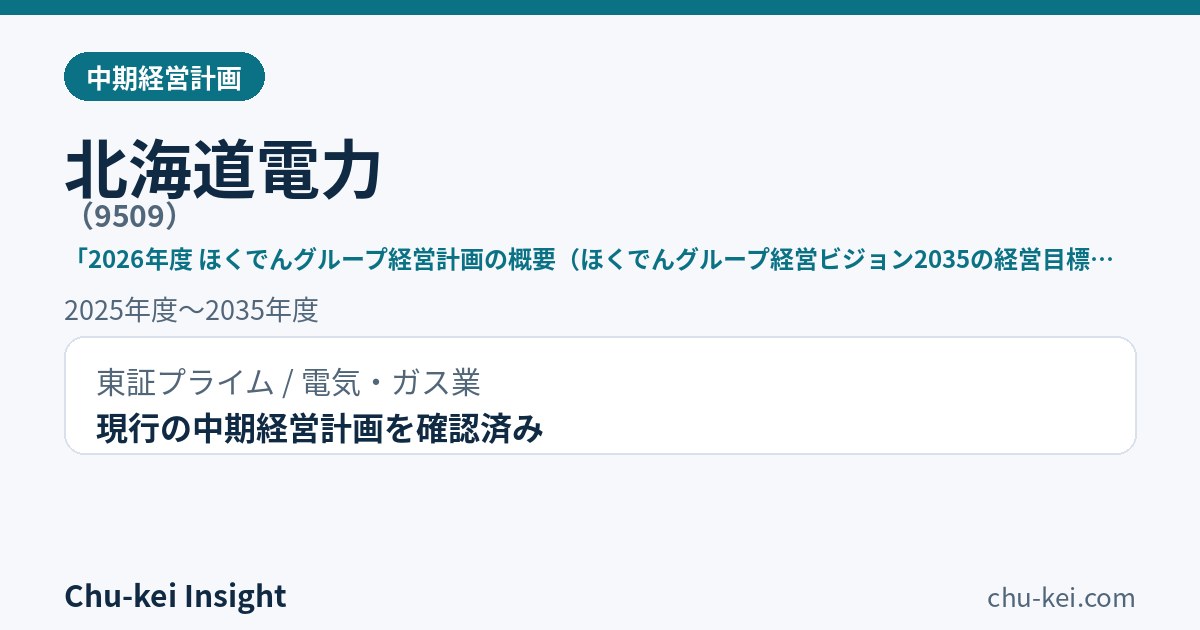 中期経営計画
北海道電力
（9509）
「2026年度 ほくでんグループ経営計画の概要（ほくでんグループ経営ビジョン2035の経営目標…
2025年度〜2035年度
東証プライム / 電気・ガス業
現行の中期経営計画を確認済み
Chu-kei Insight
chu-kei.com